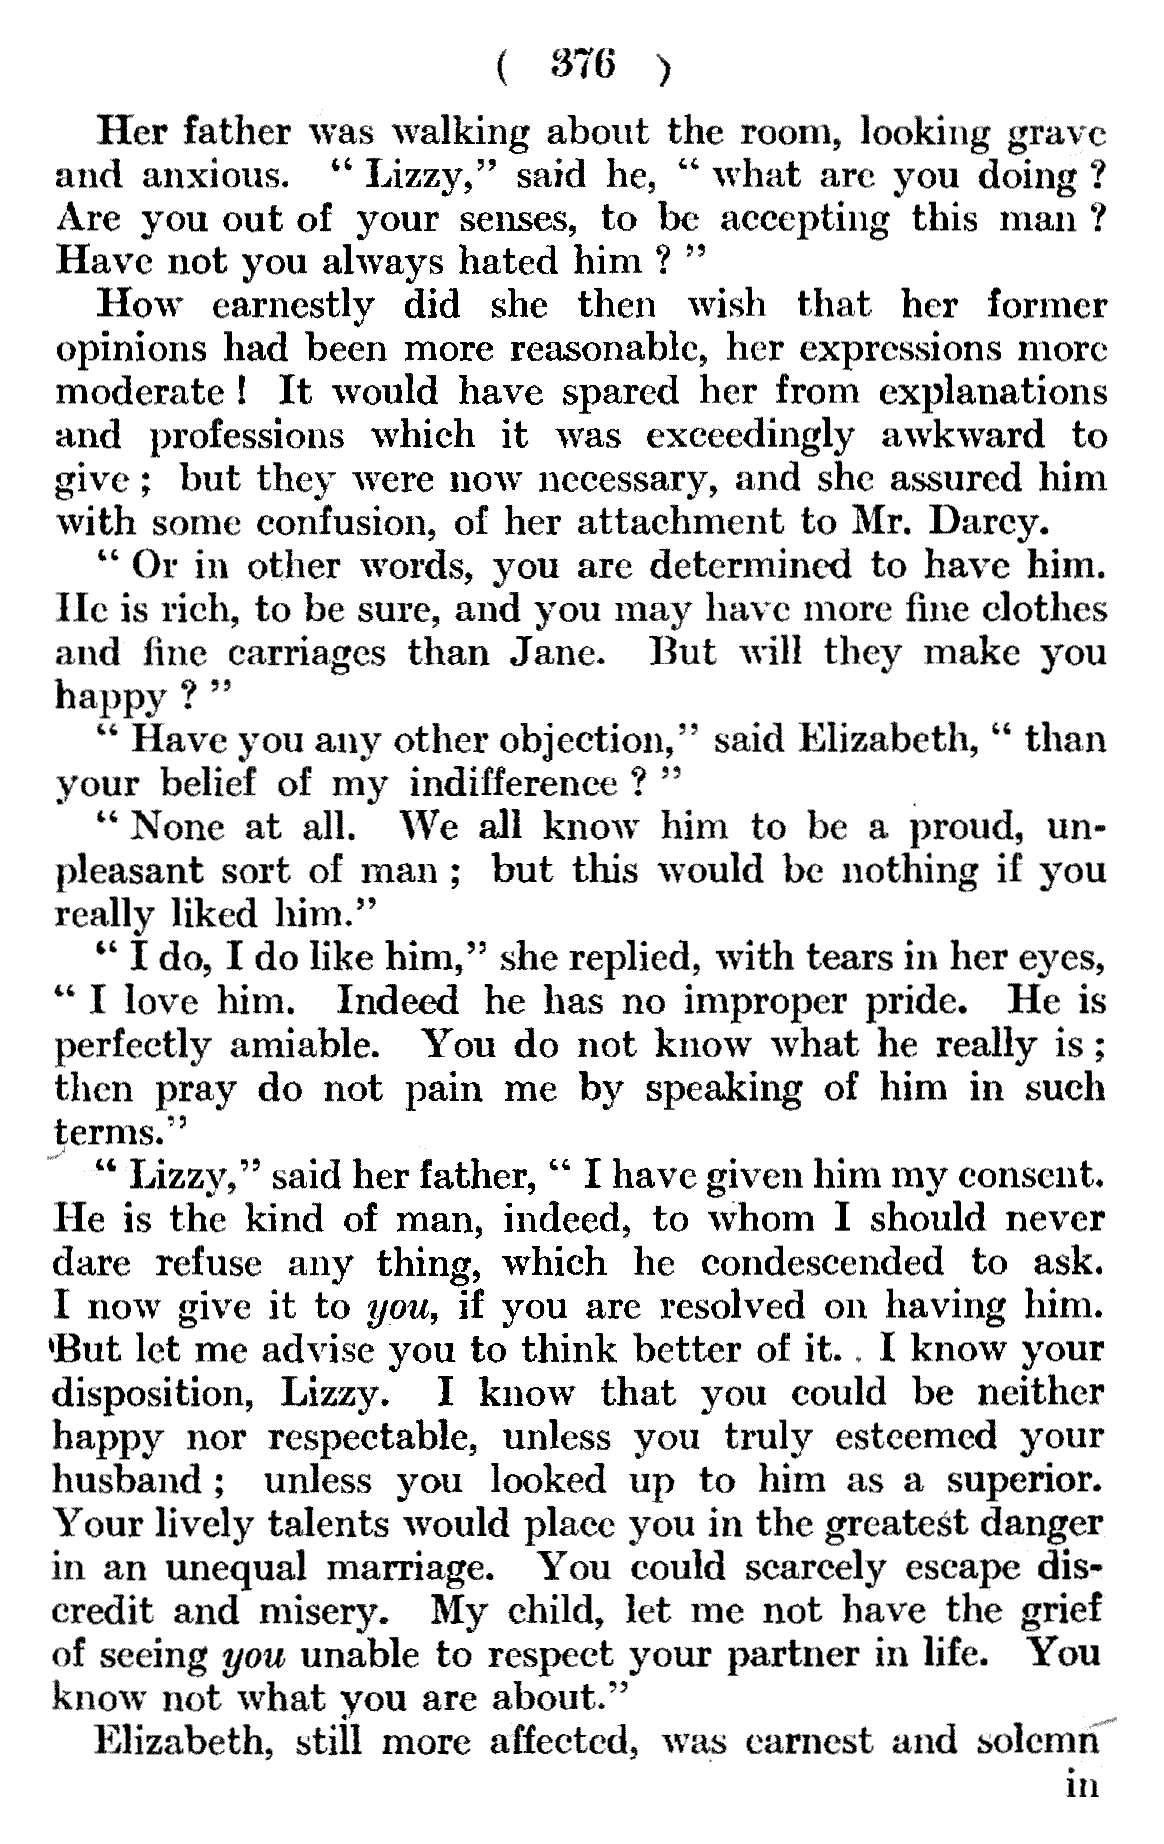 ( 376 )
Her father was walking about the room, looking grave
and anxious. “ Lizzy,” said he, “ what are you doing ?
Are you out of your senses, to be accepting this man ?
Have not you always hated him ? ”
How earnestly did she then wish that her former
opinions had been more reasonable, her expressions more
moderate ! It would have spared her from explanations
and professions which it was exceedingly awkward to
give ; but they were now necessary, and she assured him
with some confusion, of her attachment to Mr. Darcy.
“ Or in other words, you are determined to have him.
He is rich, to be sure, and you may have more fine clothes
and fine carriages than Jane. But will they make you
happy ? ”
“ Have you any other objection,” said Elizabeth, “ than
your belief of my indifference ? ”
“ None at all. We all know him to be a proud, un-
pleasant sort of man ; but this would be nothing if you
really liked him.”
“ I do, I do like him,” she replied, with tears in her eyes,
“ I love him. Indeed he has no improper pride. He is
perfectly amiable. You do not know what he really is ;
then pray do not pain me by speaking of him in such
terms.”
“ Lizzy,” said her father, “ I have given him my consent.
He is the kind of man, indeed, to whom I should never
dare refuse any thing, which he condescended to ask.
I now give it to you, if you are resolved on having him.
But let me advise you to think better of it. I know your
disposition, Lizzy. I know that you could be neither
happy nor respectable, unless you truly esteemed your
husband ; unless you looked up to him as a superior.
Your lively talents would place you in the greatest danger
in an unequal marriage. You could scarcely escape dis-
credit and misery. My child, let me not have the grief
of seeing you unable to respect your partner in life. You
know not what you are about.”
Elizabeth, still more affected, was earnest and solemn
in